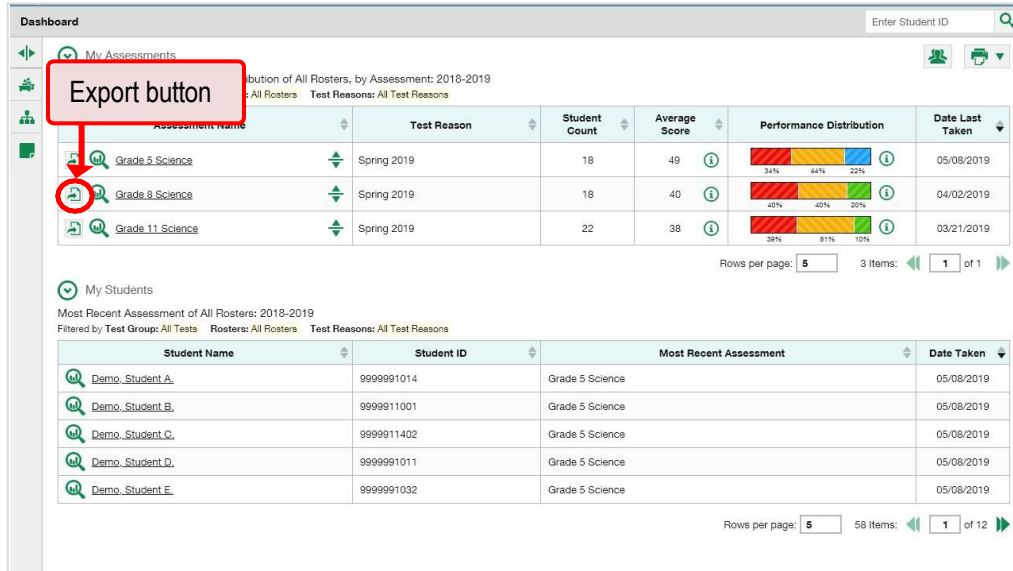 Dashboard
Enter Student ID
My Assessments
bution of All Rosters, by Assessment: 2018-2019
: All Rosters Test Reasons: All Test Reasons
Export button
Assessment Name Test Reason Student Count Average Score Performance Distribution Date Last Taken
Grade 5 Science Spring 2019 18 49 05/08/2019
34% 44% 22%
Grade 8 Science Spring 2019 18 40 04/02/2019
40% 40% 20%
Grade 11 Science Spring 2019 22 38 03/21/2019
39% 51% 10%
Rows per page: 5 3 Items: 1 of 1
My Students
Most Recent Assessment of All Rosters: 2018-2019
Filtered by Test Group: All Tests Rosters: All Rosters Test Reasons: All Test Reasons
Student Name Student ID Most Recent Assessment Date Taken
Demo, Student A. 9999991014 Grade 5 Science 05/08/2019
Demo, Student B. 9999911001 Grade 5 Science 05/08/2019
Demo, Student C. 9999911402 Grade 5 Science 05/08/2019
Demo, Student D. 9999991011 Grade 5 Science 05/08/2019
Demo, Student E. 9999991032 Grade 5 Science 05/08/2019
Rows per page: 5 58 Items: 1 of 12